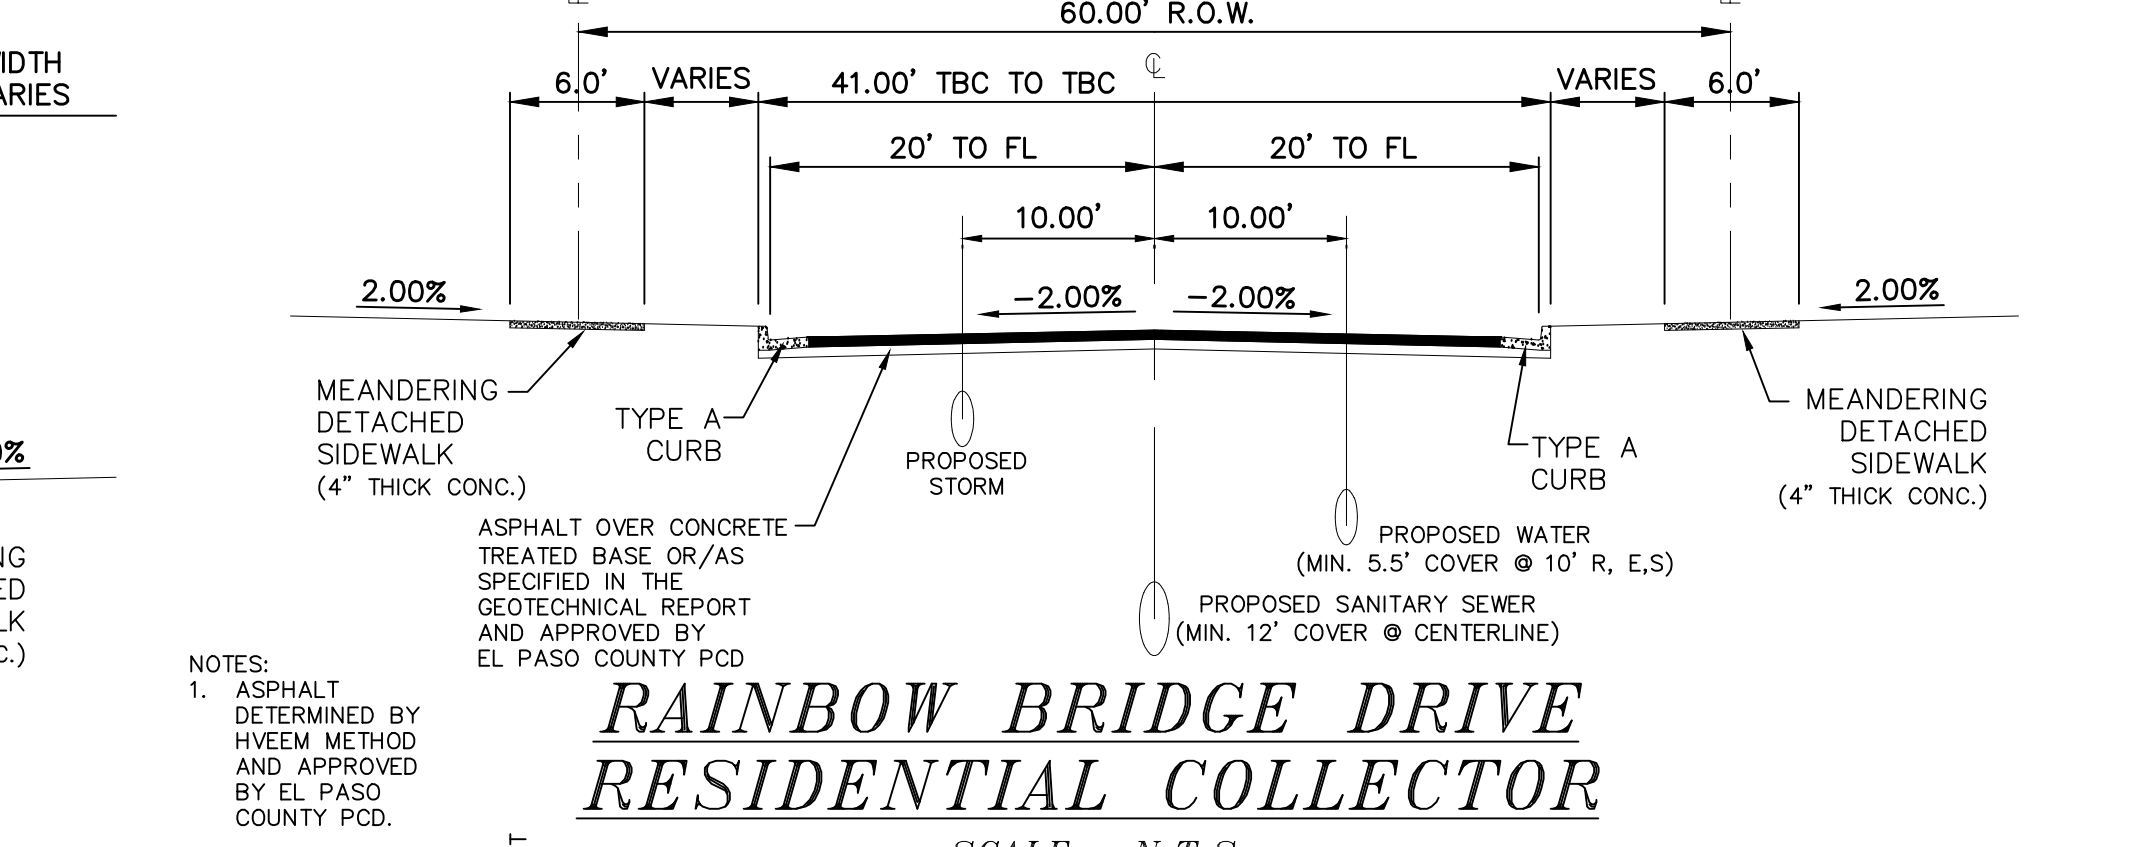 60.00' R.O.W.
6.0'
VARIES
41.00' TBC TO TBC
℄
VARIES
6.0'
20' TO FL
20' TO FL
10.00'
10.00'
2.00%
-2.00%
-2.00%
2.00%
MEANDERING
DETACHED
SIDEWALK
(4" THICK CONC.)
TYPE A
CURB
PROPOSED
STORM
TYPE A
CURB
MEANDERING
DETACHED
SIDEWALK
(4" THICK CONC.)
ASPHALT OVER CONCRETE
TREATED BASE OR/AS
SPECIFIED IN THE
GEOTECHNICAL REPORT
AND APPROVED BY
EL PASO COUNTY PCD
PROPOSED WATER
(MIN. 5.5' COVER @ 10' R, E,S)
PROPOSED SANITARY SEWER
(MIN. 12' COVER @ CENTERLINE)
NOTES:
1. ASPHALT
DETERMINED BY
HVEEM METHOD
AND APPROVED
BY EL PASO
COUNTY PCD.
RAINBOW BRIDGE DRIVE
RESIDENTIAL COLLECTOR